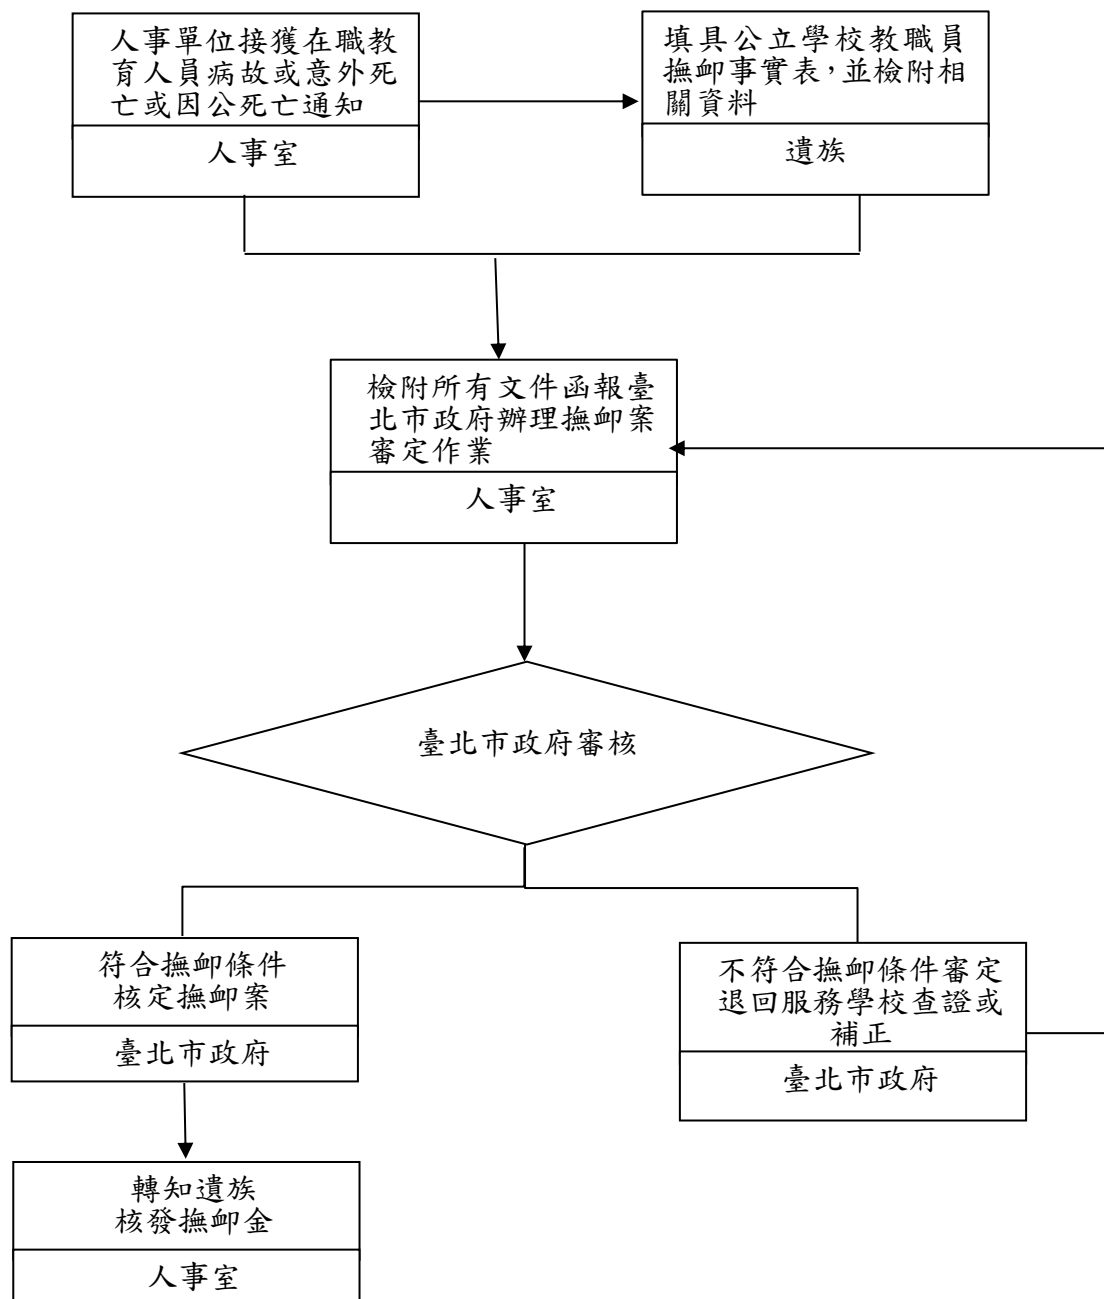 人事單位接獲在職教
育人員病故或意外死
亡或因公死亡通知
人事室
填具公立學校教職員
撫卹事實表，並檢附相
關資料
遺族
檢附所有文件函報臺
北市政府辦理撫卹案
審定作業
人事室
臺北市政府審核
符合撫卹條件
核定撫卹案
臺北市政府
不符合撫卹條件審定
退回服務學校查證或
補正
臺北市政府
轉知遺族
核發撫卹金
人事室